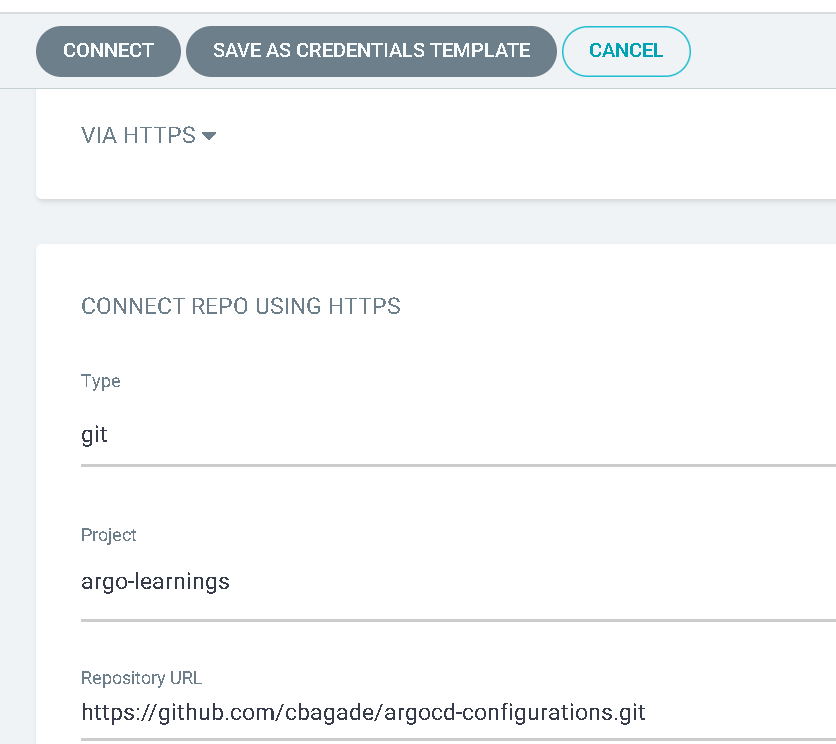 CONNECT SAVE AS CREDENTIALS TEMPLATE CANCEL
VIA HTTPS
CONNECT REPO USING HTTPS
Type
git
Project
argo-learnings
Repository URL
https://github.com/cbagade/argocd-configurations.git